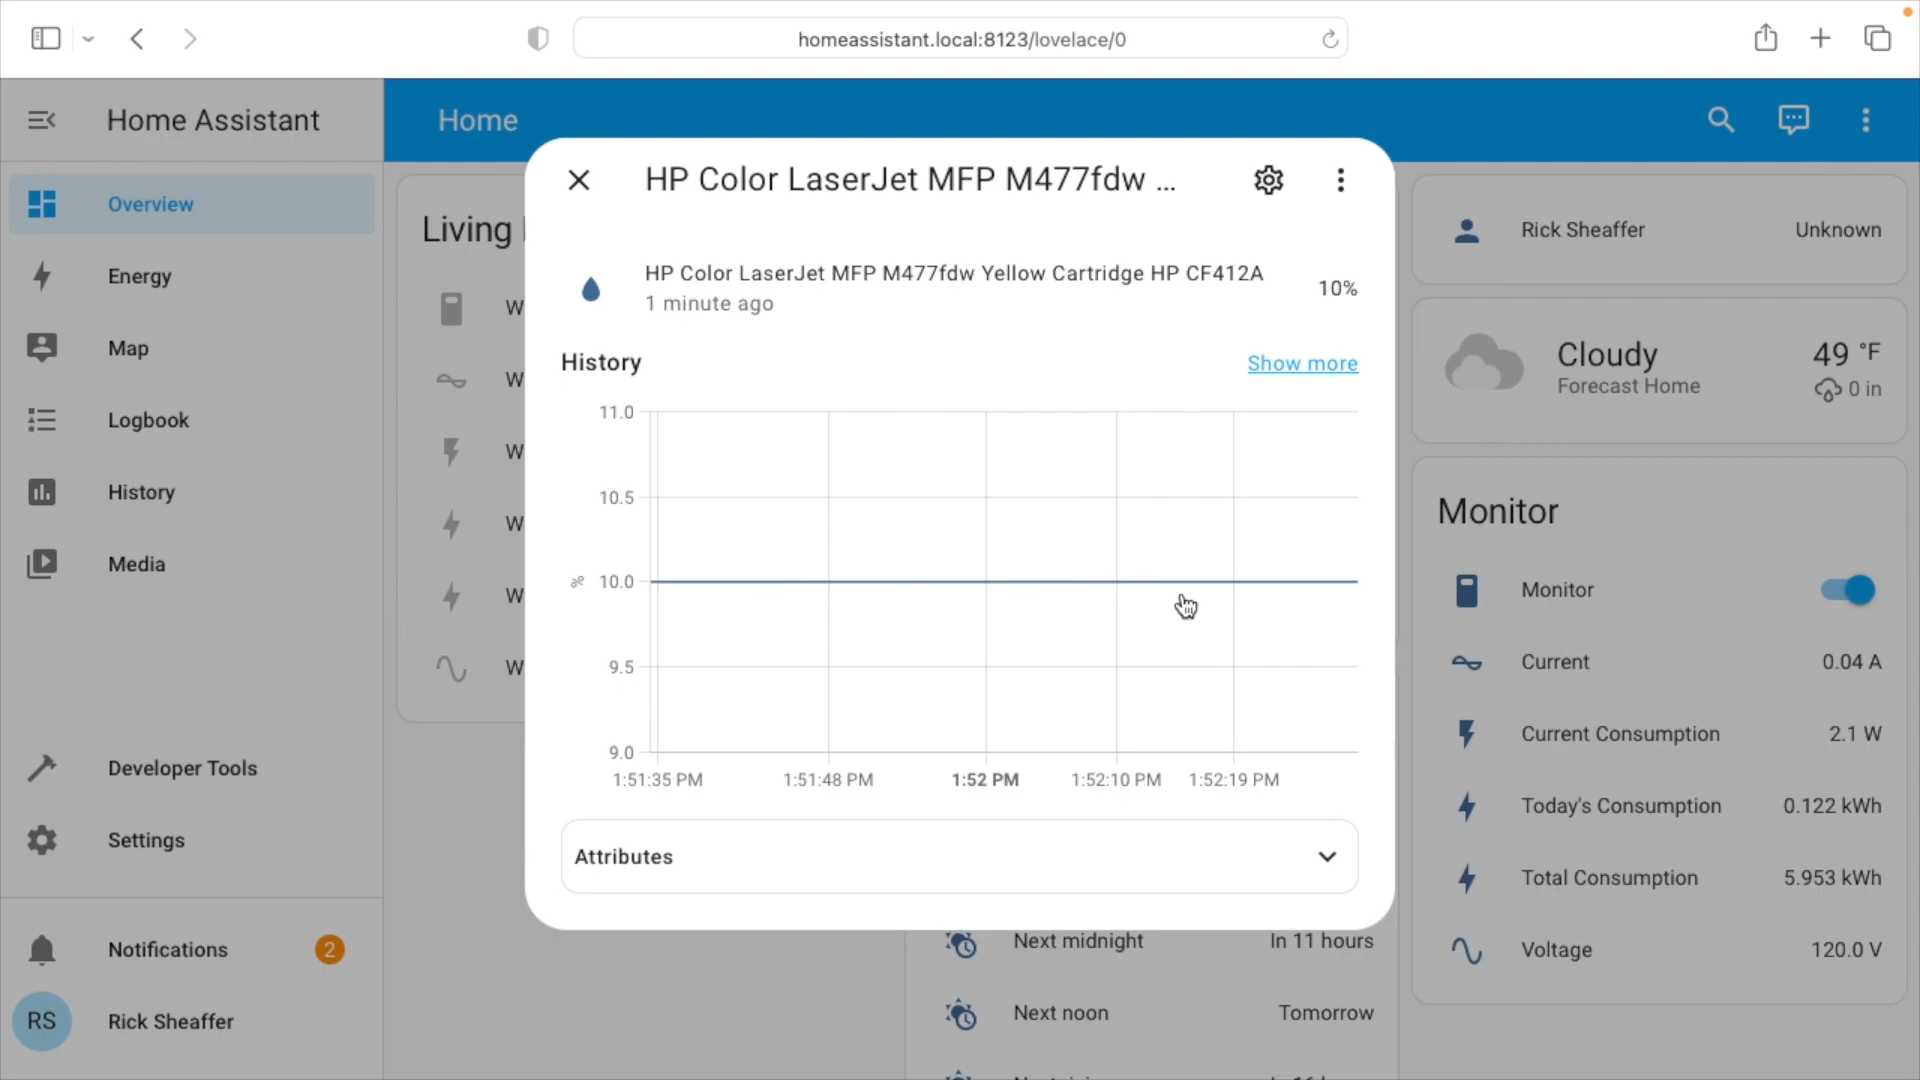 homeassistant.local:8123/lovelace/0
Home Assistant
Home
Overview
Energy
Map
Logbook
History
Media
Developer Tools
Settings
Notifications
2
RS
Rick Sheaffer
Living
W
W
W
W
W
W
HP Color LaserJet MFP M477fdw ...
HP Color LaserJet MFP M477fdw Yellow Cartridge HP CF412A
1 minute ago
10%
History
Show more
11.0
10.5
%
10.0
9.5
9.0
1:51:35 PM
1:51:48 PM
1:52 PM
1:52:10 PM
1:52:19 PM
Attributes
Next midnight
In 11 hours
Next noon
Tomorrow
Rick Sheaffer
Unknown
Cloudy
Forecast Home
49 °F
0 in
Monitor
Monitor
Current
0.04 A
Current Consumption
2.1 W
Today's Consumption
0.122 kWh
Total Consumption
5.953 kWh
Voltage
120.0 V